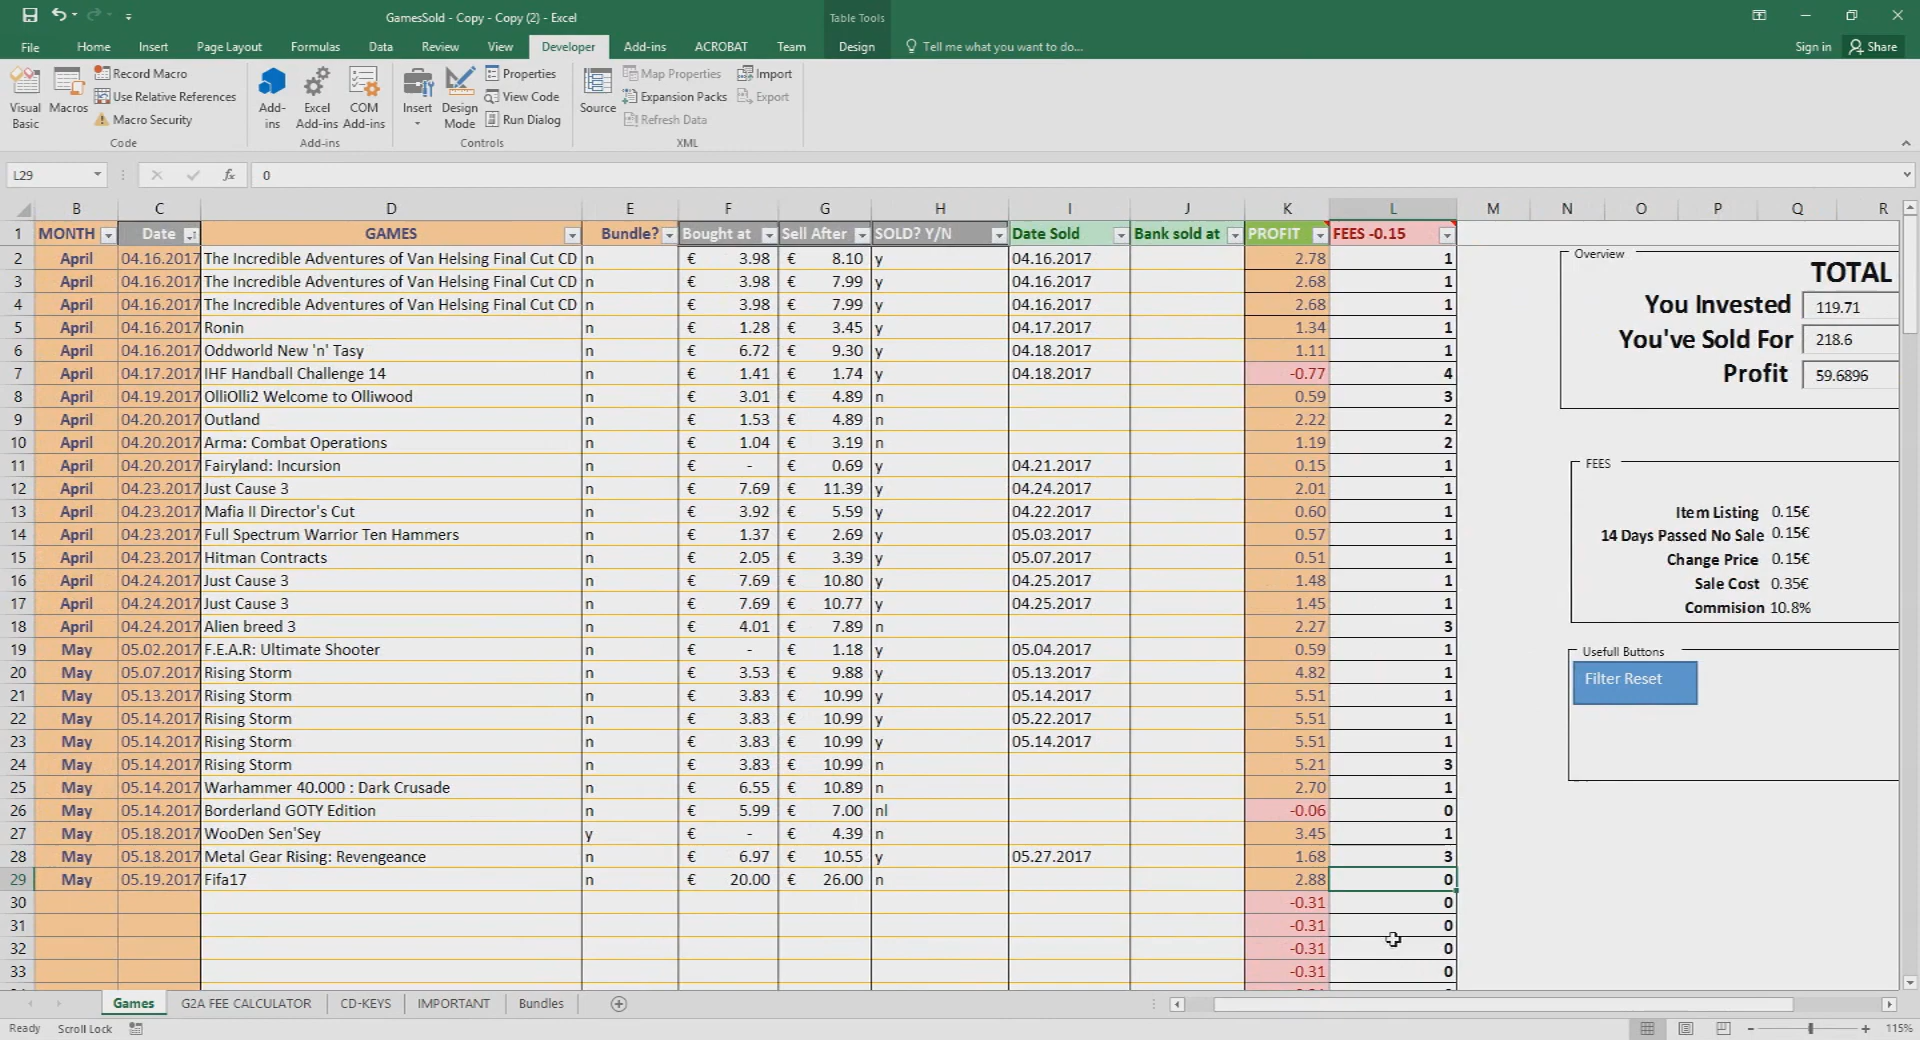 GamesSold - Copy - Copy (2) - Excel
Table Tools
File Home Insert Page Layout Formulas Data Review View Developer Add-ins ACROBAT Team Design Tell me what you want to do... Sign in Share
Visual Basic
Macros
Record Macro
Use Relative References
Macro Security
Code
Add-ins
Excel Add-ins
COM Add-ins
Add-ins
Insert
Design Mode
Properties
View Code
Run Dialog
Controls
Source
Map Properties
Expansion Packs
Refresh Data
Import
Export
XML
L29 fx 0
B C D E F G H I J K L M N O P Q R
1 MONTH Date GAMES Bundle? Bought at Sell After SOLD? Y/N Date Sold Bank sold at PROFIT FEES -0.15
2 April 04.16.2017 The Incredible Adventures of Van Helsing Final Cut CD n € 3.98 € 8.10 y 04.16.2017 2.78 1
3 April 04.16.2017 The Incredible Adventures of Van Helsing Final Cut CD n € 3.98 € 7.99 y 04.16.2017 2.68 1
4 April 04.16.2017 The Incredible Adventures of Van Helsing Final Cut CD n € 3.98 € 7.99 y 04.16.2017 2.68 1
5 April 04.16.2017 Ronin n € 1.28 € 3.45 y 04.17.2017 1.34 1
6 April 04.16.2017 Oddworld New 'n' Tasy n € 6.72 € 9.30 y 04.18.2017 1.11 1
7 April 04.17.2017 IHF Handball Challenge 14 n € 1.41 € 1.74 y 04.18.2017 -0.77 4
8 April 04.19.2017 OlliOlli2 Welcome to Olliwood n € 3.01 € 4.89 n 0.59 3
9 April 04.20.2017 Outland n € 1.53 € 4.89 n 2.22 2
10 April 04.20.2017 Arma: Combat Operations n € 1.04 € 3.19 n 1.19 2
11 April 04.20.2017 Fairyland: Incursion n € - € 0.69 y 04.21.2017 0.15 1
12 April 04.23.2017 Just Cause 3 n € 7.69 € 11.39 y 04.24.2017 2.01 1
13 April 04.23.2017 Mafia II Director's Cut n € 3.92 € 5.59 y 04.22.2017 0.60 1
14 April 04.23.2017 Full Spectrum Warrior Ten Hammers n € 1.37 € 2.69 y 05.03.2017 0.57 1
15 April 04.23.2017 Hitman Contracts n € 2.05 € 3.39 y 05.07.2017 0.51 1
16 April 04.24.2017 Just Cause 3 n € 7.69 € 10.80 y 04.25.2017 1.48 1
17 April 04.24.2017 Just Cause 3 n € 7.69 € 10.77 y 04.25.2017 1.45 1
18 April 04.24.2017 Alien breed 3 n € 4.01 € 7.89 n 2.27 3
19 May 05.02.2017 F.E.A.R: Ultimate Shooter n € - € 1.18 y 05.04.2017 0.59 1
20 May 05.07.2017 Rising Storm n € 3.53 € 9.88 y 05.13.2017 4.82 1
21 May 05.13.2017 Rising Storm n € 3.83 € 10.99 y 05.14.2017 5.51 1
22 May 05.14.2017 Rising Storm n € 3.83 € 10.99 y 05.22.2017 5.51 1
23 May 05.14.2017 Rising Storm n € 3.83 € 10.99 y 05.14.2017 5.51 1
24 May 05.14.2017 Rising Storm n € 3.83 € 10.99 n 5.21 3
25 May 05.14.2017 Warhammer 40.000 : Dark Crusade n € 6.55 € 10.89 n 2.70 1
26 May 05.14.2017 Borderland GOTY Edition n € 5.99 € 7.00 nl -0.06 0
27 May 05.18.2017 WooDen Sen'Sey y € - € 4.39 n 3.45 1
28 May 05.18.2017 Metal Gear Rising: Revengeance n € 6.97 € 10.55 y 05.27.2017 1.68 3
29 May 05.19.2017 Fifa17 n € 20.00 € 26.00 n 2.88 0
30 -0.31 0
31 -0.31 0
32 -0.31 0
33 -0.31 0
Overview
TOTAL
You Invested 119.71
You've Sold For 218.6
Profit 59.6896
FEES
Item Listing 0.15€
14 Days Passed No Sale 0.15€
Change Price 0.15€
Sale Cost 0.35€
Commision 10.8%
Usefull Buttons
Filter Reset
Games G2A FEE CALCULATOR CD-KEYS IMPORTANT Bundles
Ready Scroll Lock 115%